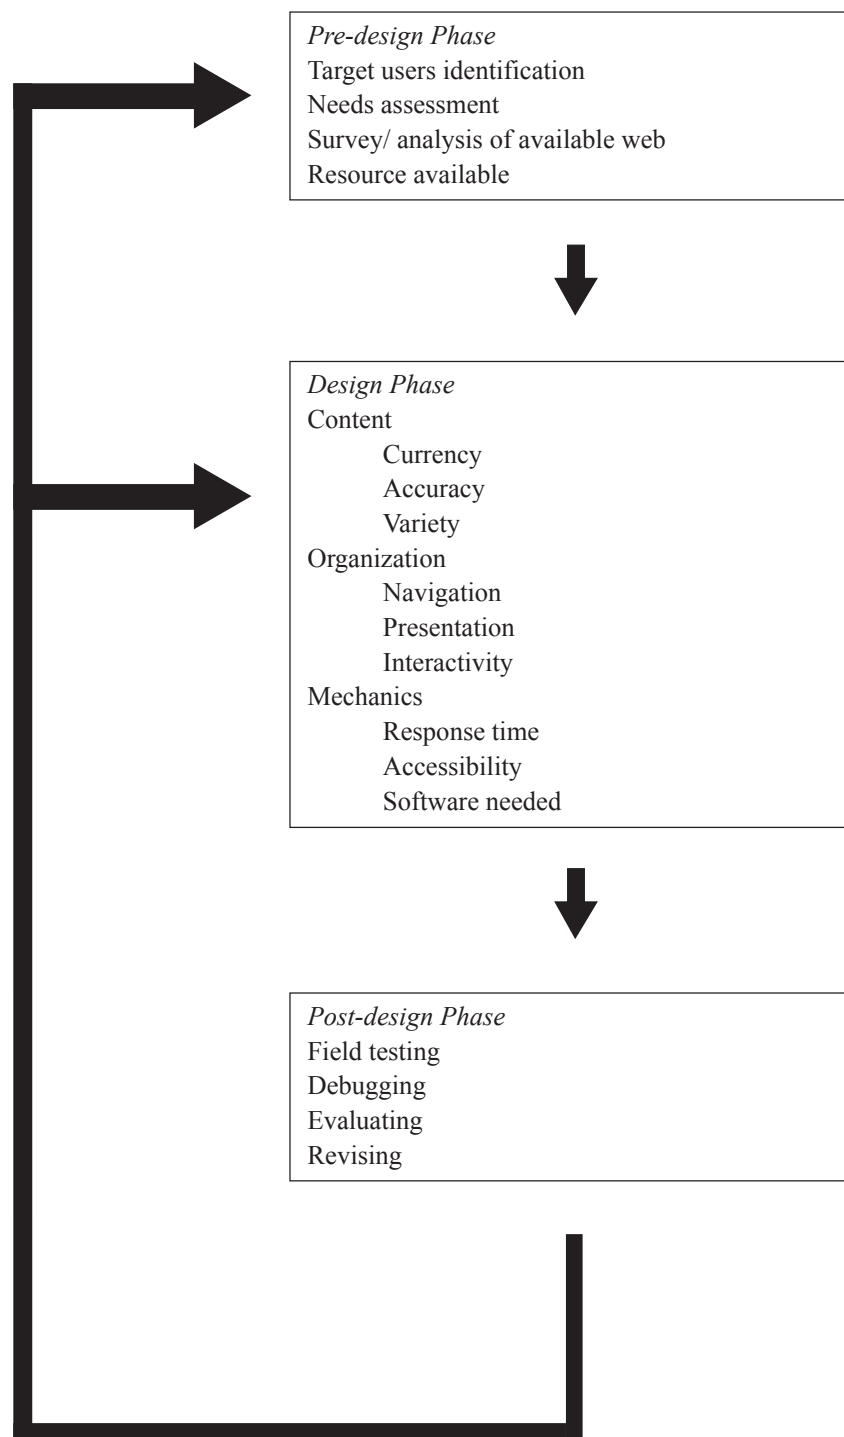 Pre-design Phase
Target users identification
Needs assessment
Survey/ analysis of available web
Resource available
Design Phase
Content
Currency
Accuracy
Variety
Organization
Navigation
Presentation
Interactivity
Mechanics
Response time
Accessibility
Software needed
Post-design Phase
Field testing
Debugging
Evaluating
Revising